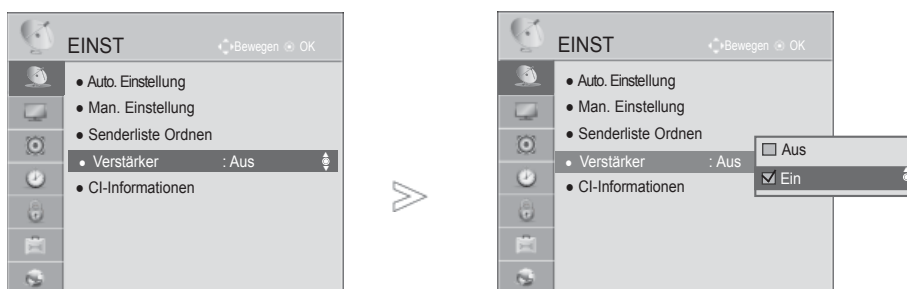 EINST
Bewegen OK
Auto. Einstellung
Man. Einstellung
Senderliste Ordnen
Verstärker : Aus
CI-Informationen
EINST
Bewegen OK
Auto. Einstellung
Man. Einstellung
Senderliste Ordnen
Verstärker : Aus
CI-Informationen
Aus
Ein